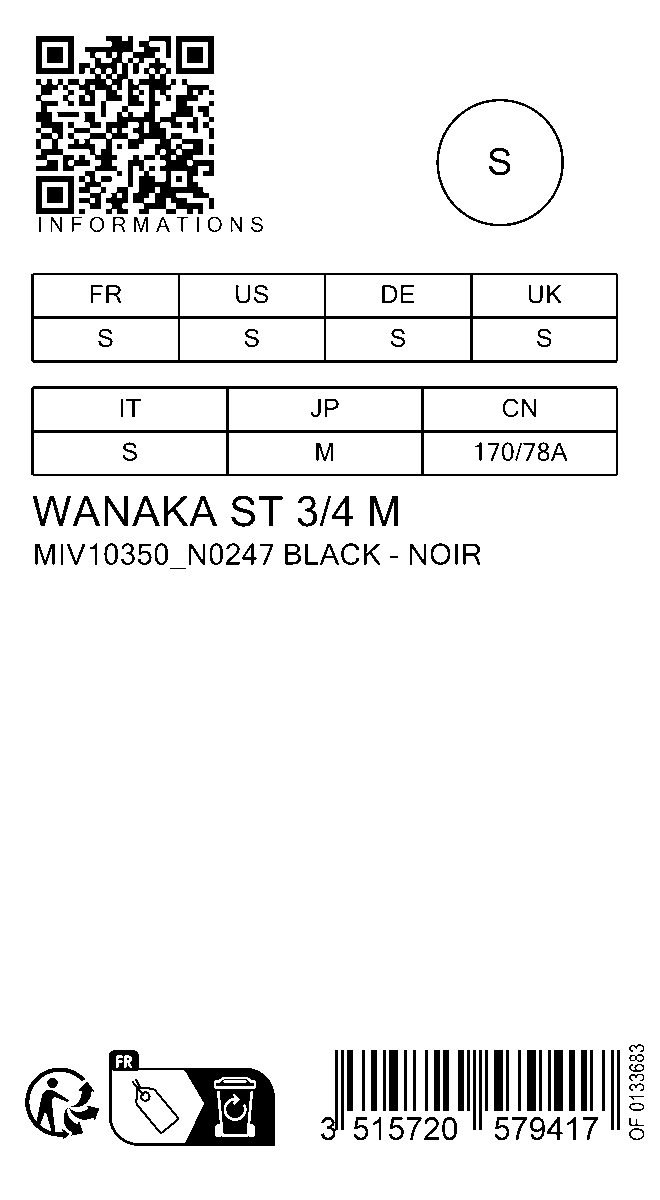 INFORMATIONS
S
FR US DE UK
S S S S
IT JP CN
S M 170/78A
WANAKA ST 3/4 M
MIV10350_N0247 BLACK - NOIR
FR
3 515720 579417
OF 0133683